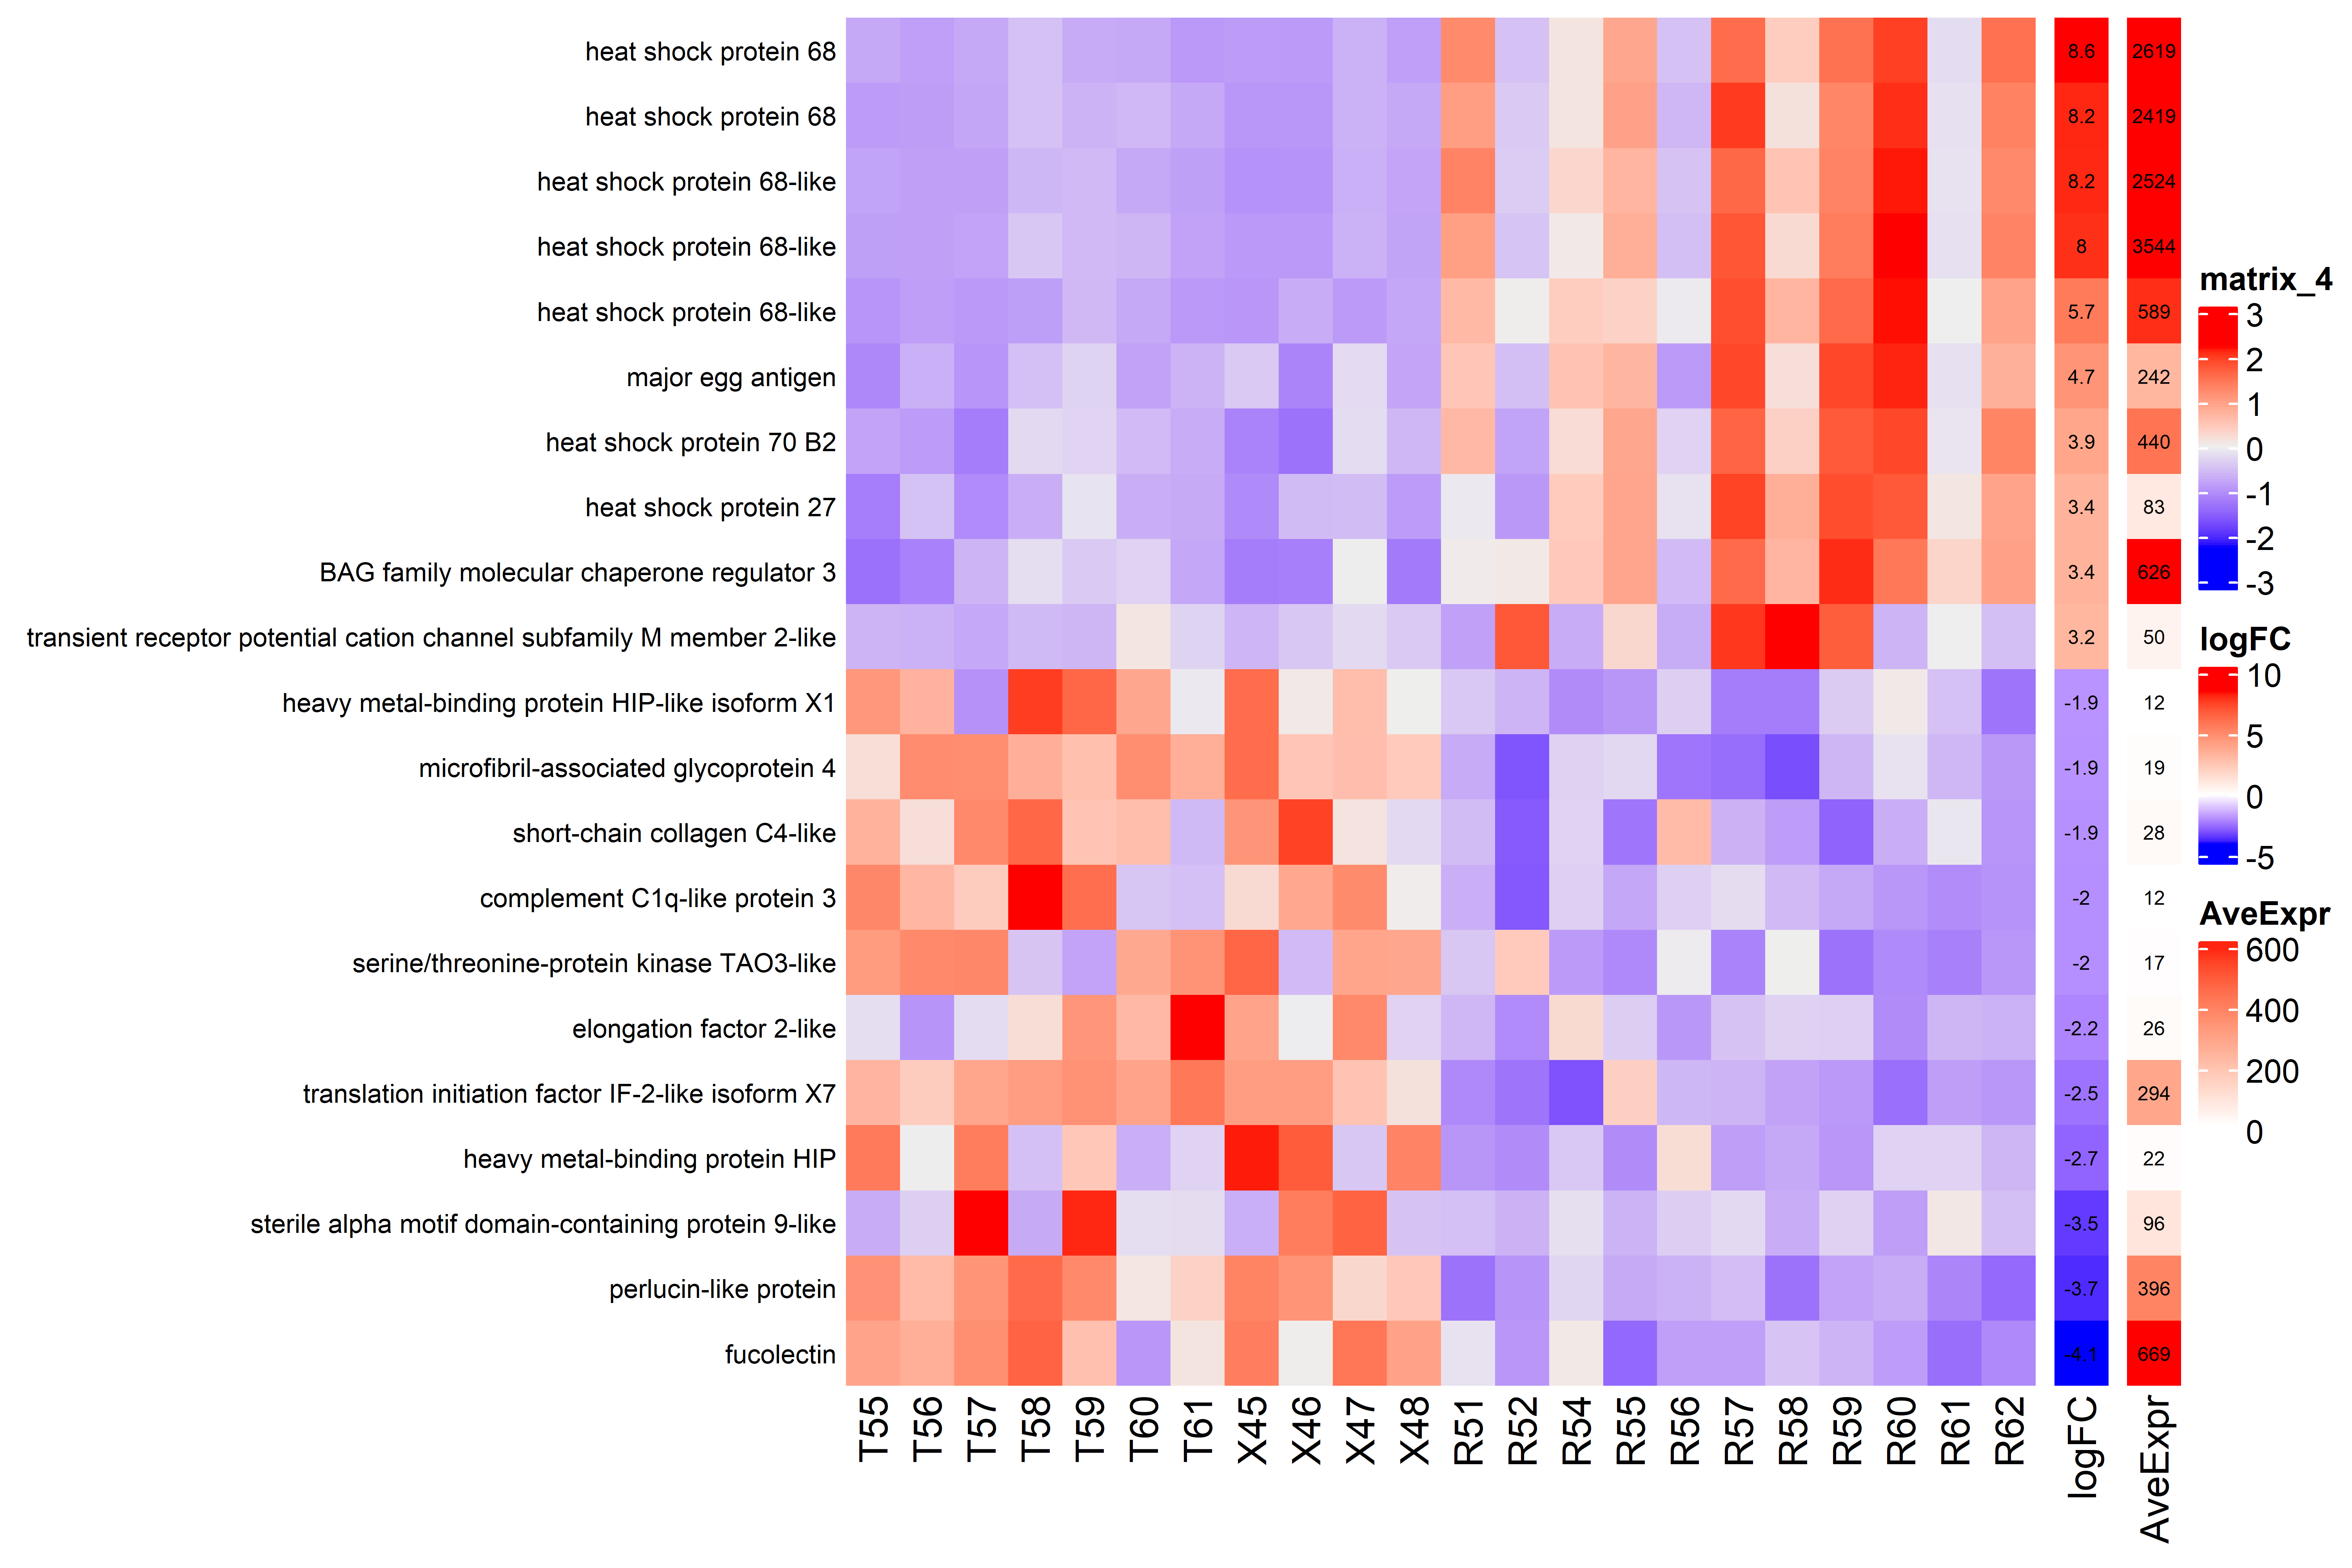 heat shock protein 68 8.6 2619
heat shock protein 68 8.2 2419
heat shock protein 68-like 8.2 2524
heat shock protein 68-like 8 3544
heat shock protein 68-like 5.7 589
major egg antigen 4.7 242
heat shock protein 70 B2 3.9 440
heat shock protein 27 3.4 83
BAG family molecular chaperone regulator 3 3.4 626
transient receptor potential cation channel subfamily M member 2-like 3.2 50
heavy metal-binding protein HIP-like isoform X1 -1.9 12
microfibril-associated glycoprotein 4 -1.9 19
short-chain collagen C4-like -1.9 28
complement C1q-like protein 3 -2 12
serine/threonine-protein kinase TAO3-like -2 17
elongation factor 2-like -2.2 26
translation initiation factor IF-2-like isoform X7 -2.5 294
heavy metal-binding protein HIP -2.7 22
sterile alpha motif domain-containing protein 9-like -3.5 96
perlucin-like protein -3.7 396
fucolectin -4.1 669
T55 T56 T57 T58 T59 T60 T61 X45 X46 X47 X48 R51 R52 R54 R55 R56 R57 R58 R59 R60 R61 R62 logFC AveExpr
matrix_4
3
2
1
0
-1
-2
-3
logFC
10
5
0
-5
AveExpr
600
400
200
0